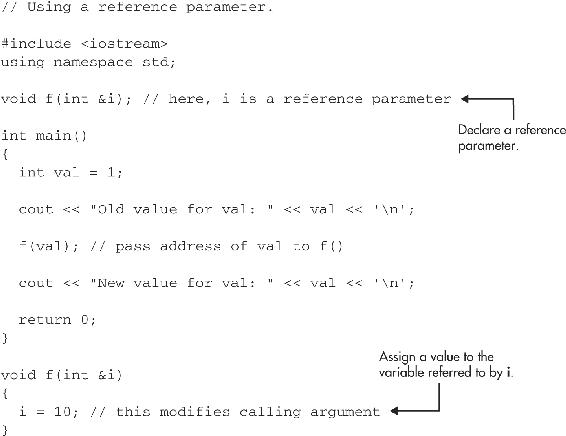 // Using a reference parameter.
#include <iostream>
using namespace std;
void f(int &i); // here, i is a reference parameter
Declare a reference
parameter.
int main()
{
  int val = 1;
  cout << "Old value for val: " << val << '\n';
  f(val); // pass address of val to f()
  cout << "New value for val: " << val << '\n';
  return 0;
}
Assign a value to the
variable referred to by i.
void f(int &i)
{
  i = 10; // this modifies calling argument
}